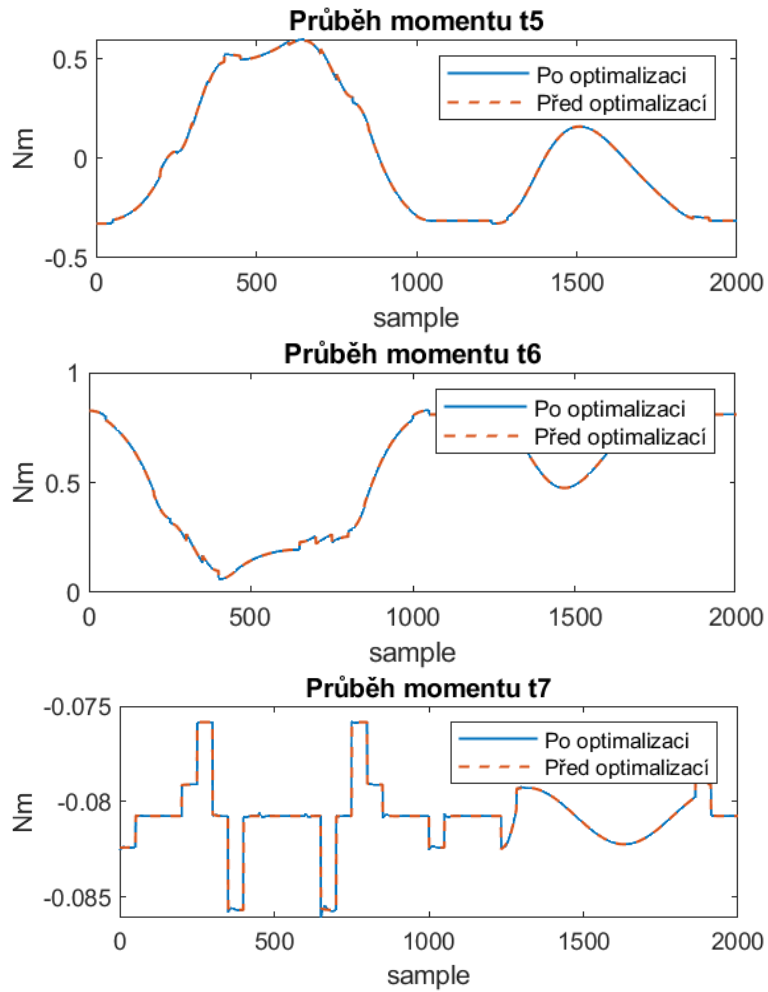 Průběh momentu t5
0.5
0
-0.5
Nm
Po optimalizaci
Před optimalizací
0 500 1000 1500 2000
sample
Průběh momentu t6
1
0.5
0
Nm
Po optimalizaci
Před optimalizací
0 500 1000 1500 2000
sample
Průběh momentu t7
-0.075
-0.08
-0.085
Nm
Po optimalizaci
Před optimalizací
0 500 1000 1500 2000
sample